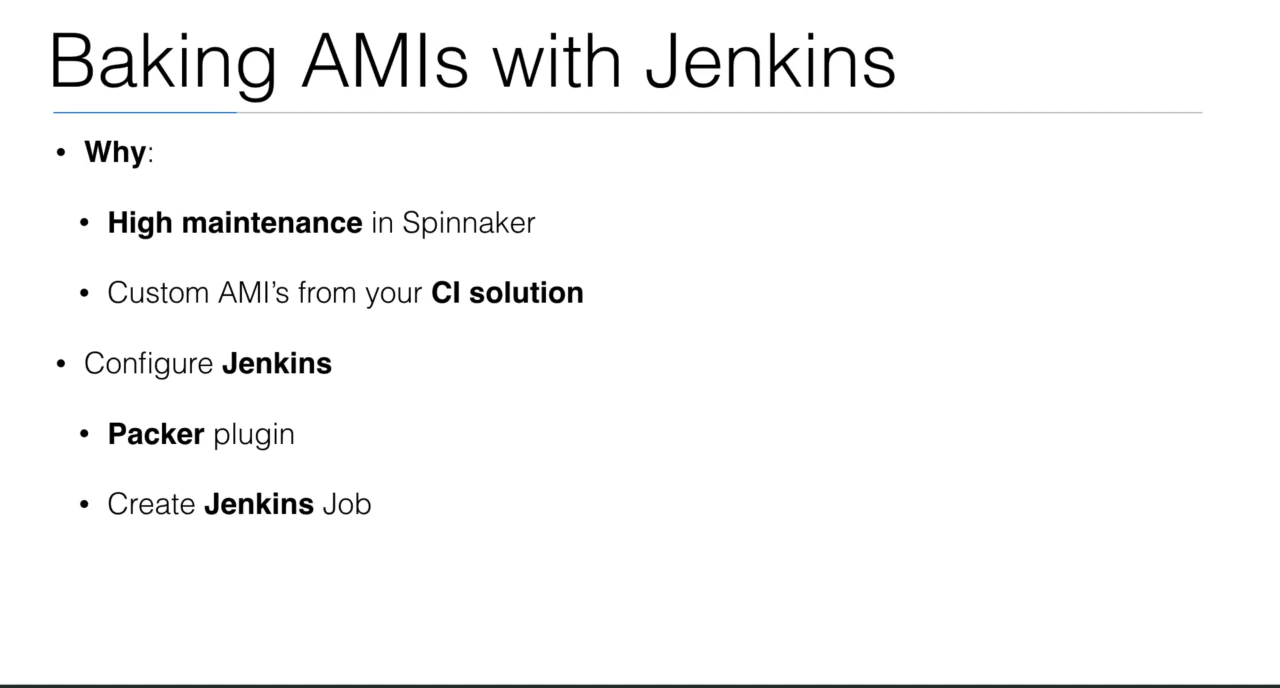 Baking AMIs with Jenkins
• Why:
• High maintenance in Spinnaker
• Custom AMI’s from your CI solution
• Configure Jenkins
• Packer plugin
• Create Jenkins Job